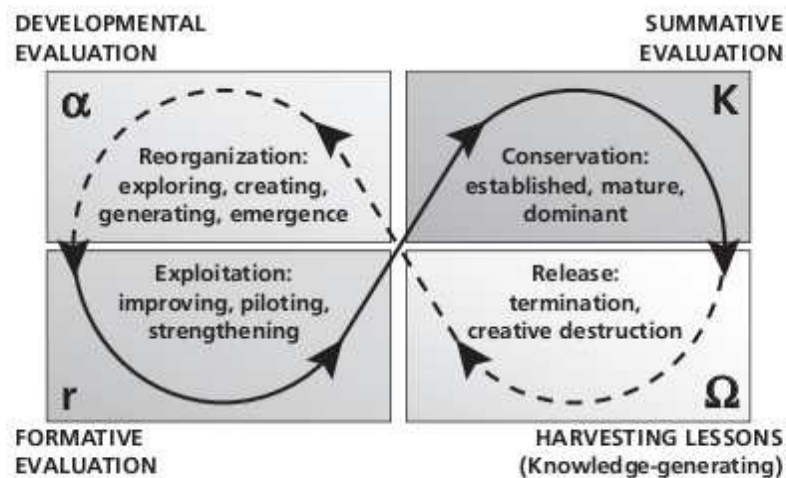 DEVELOPMENTAL
EVALUATION
SUMMATIVE
EVALUATION
α
Reorganization:
exploring, creating,
generating, emergence
K
Conservation:
established, mature,
dominant
Exploitation:
improving, piloting,
strengthening
r
Release:
termination,
creative destruction
Ω
FORMATIVE
EVALUATION
HARVESTING LESSONS
(Knowledge-generating)